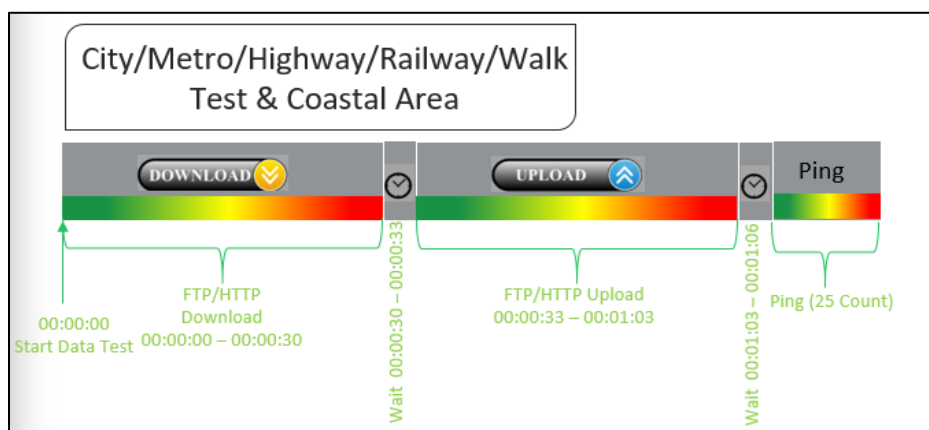 City/Metro/Highway/Railway/Walk
Test & Coastal Area
DOWNLOAD
UPLOAD
Ping
00:00:00
Start Data Test
FTP/HTTP
Download
00:00:00 – 00:00:30
Wait 00:00:30 – 00:00:33
FTP/HTTP Upload
00:00:33 – 00:01:03
Wait 00:01:03 – 00:01:06
Ping (25 Count)